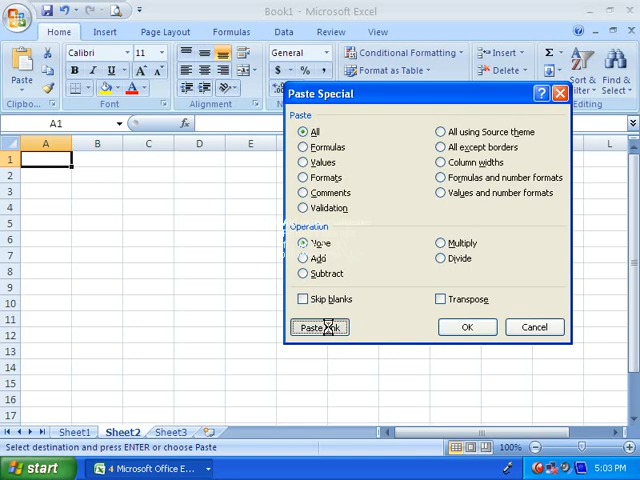 Book1 - Microsoft Excel
Home Insert Page Layout Formulas Data Review View
Paste
Calibri 11
General
Conditional Formatting
Format as Table
Insert
Delete
Sort &
Filter
Find &
Select
Clipbo... Font Alignment Editing
A1 fx
A B C D E L
1
2
3
4
5
6
7
8
9
10
11
12
13
14
15
16
17
Paste Special
Paste
All All using Source theme
Formulas All except borders
Values Column widths
Formats Formulas and number formats
Comments Values and number formats
Validation
Operation
None Multiply
Add Divide
Subtract
Skip blanks Transpose
OK Cancel
Sheet1 Sheet2 Sheet3
Select destination and press ENTER or choose Paste 100%
start 4 Microsoft Office E... 5:03 PM